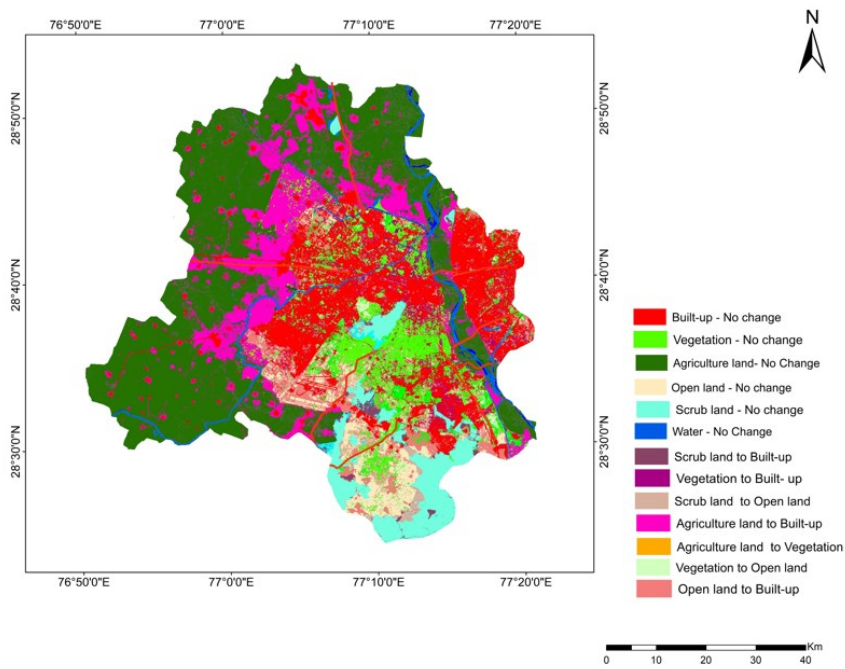 N
76°50'0"E 77°0'0"E 77°10'0"E 77°20'0"E
28°50'0"N 28°50'0"N
28°40'0"N 28°40'0"N
28°30'0"N 28°30'0"N
76°50'0"E 77°0'0"E 77°10'0"E 77°20'0"E
Built-up - No change
Vegetation - No change
Agriculture land- No Change
Open land - No change
Scrub land - No change
Water - No Change
Scrub land to Built-up
Vegetation to Built- up
Scrub land to Open land
Agriculture land to Built-up
Agriculture land to Vegetation
Vegetation to Open land
Open land to Built-up
Km
0 5 10 20 30 40